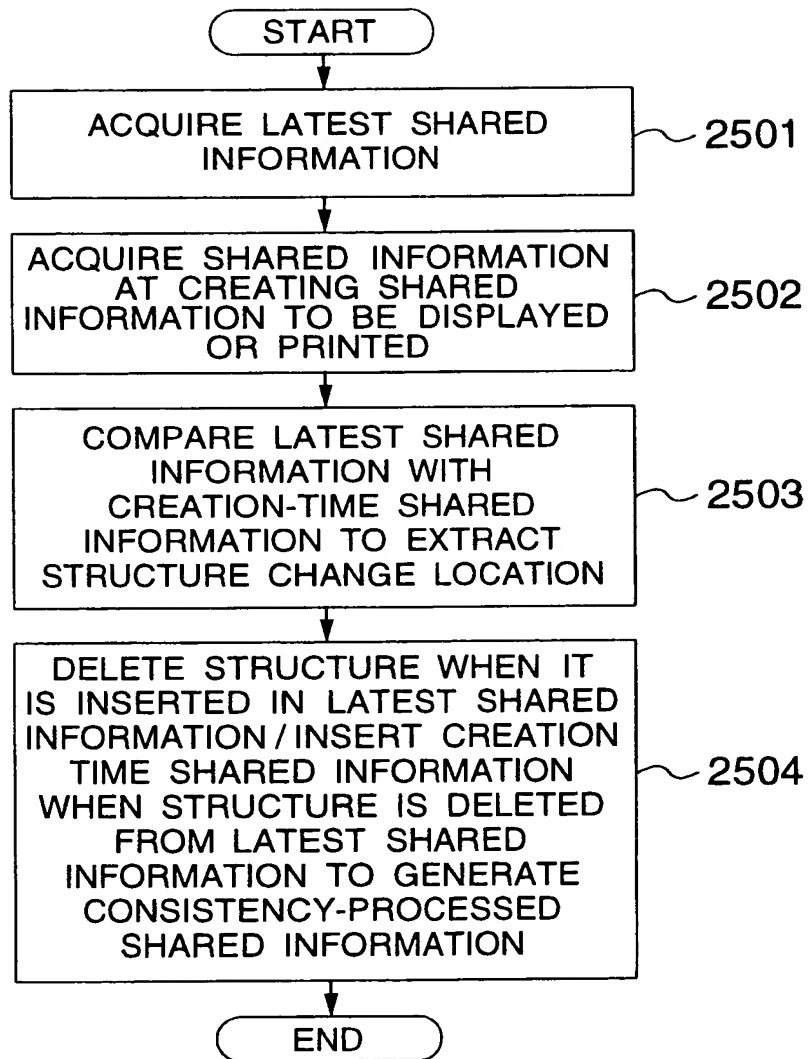 START
ACQUIRE LATEST SHARED
INFORMATION
2501
ACQUIRE SHARED INFORMATION
AT CREATING SHARED
INFORMATION TO BE DISPLAYED
OR PRINTED
2502
COMPARE LATEST SHARED
INFORMATION WITH
CREATION-TIME SHARED
INFORMATION TO EXTRACT
STRUCTURE CHANGE LOCATION
2503
DELETE STRUCTURE WHEN IT
IS INSERTED IN LATEST SHARED
INFORMATION/INSERT CREATION
TIME SHARED INFORMATION
WHEN STRUCTURE IS DELETED
FROM LATEST SHARED
INFORMATION TO GENERATE
CONSISTENCY-PROCESSED
SHARED INFORMATION
2504
END